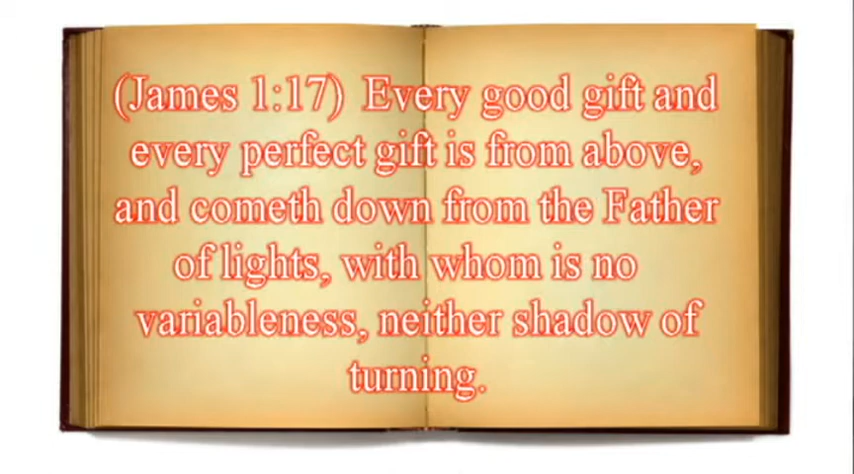 (James 1:17) Every good gift and
every perfect gift is from above,
and cometh down from the Father
of lights, with whom is no
variableness, neither shadow of
turning.